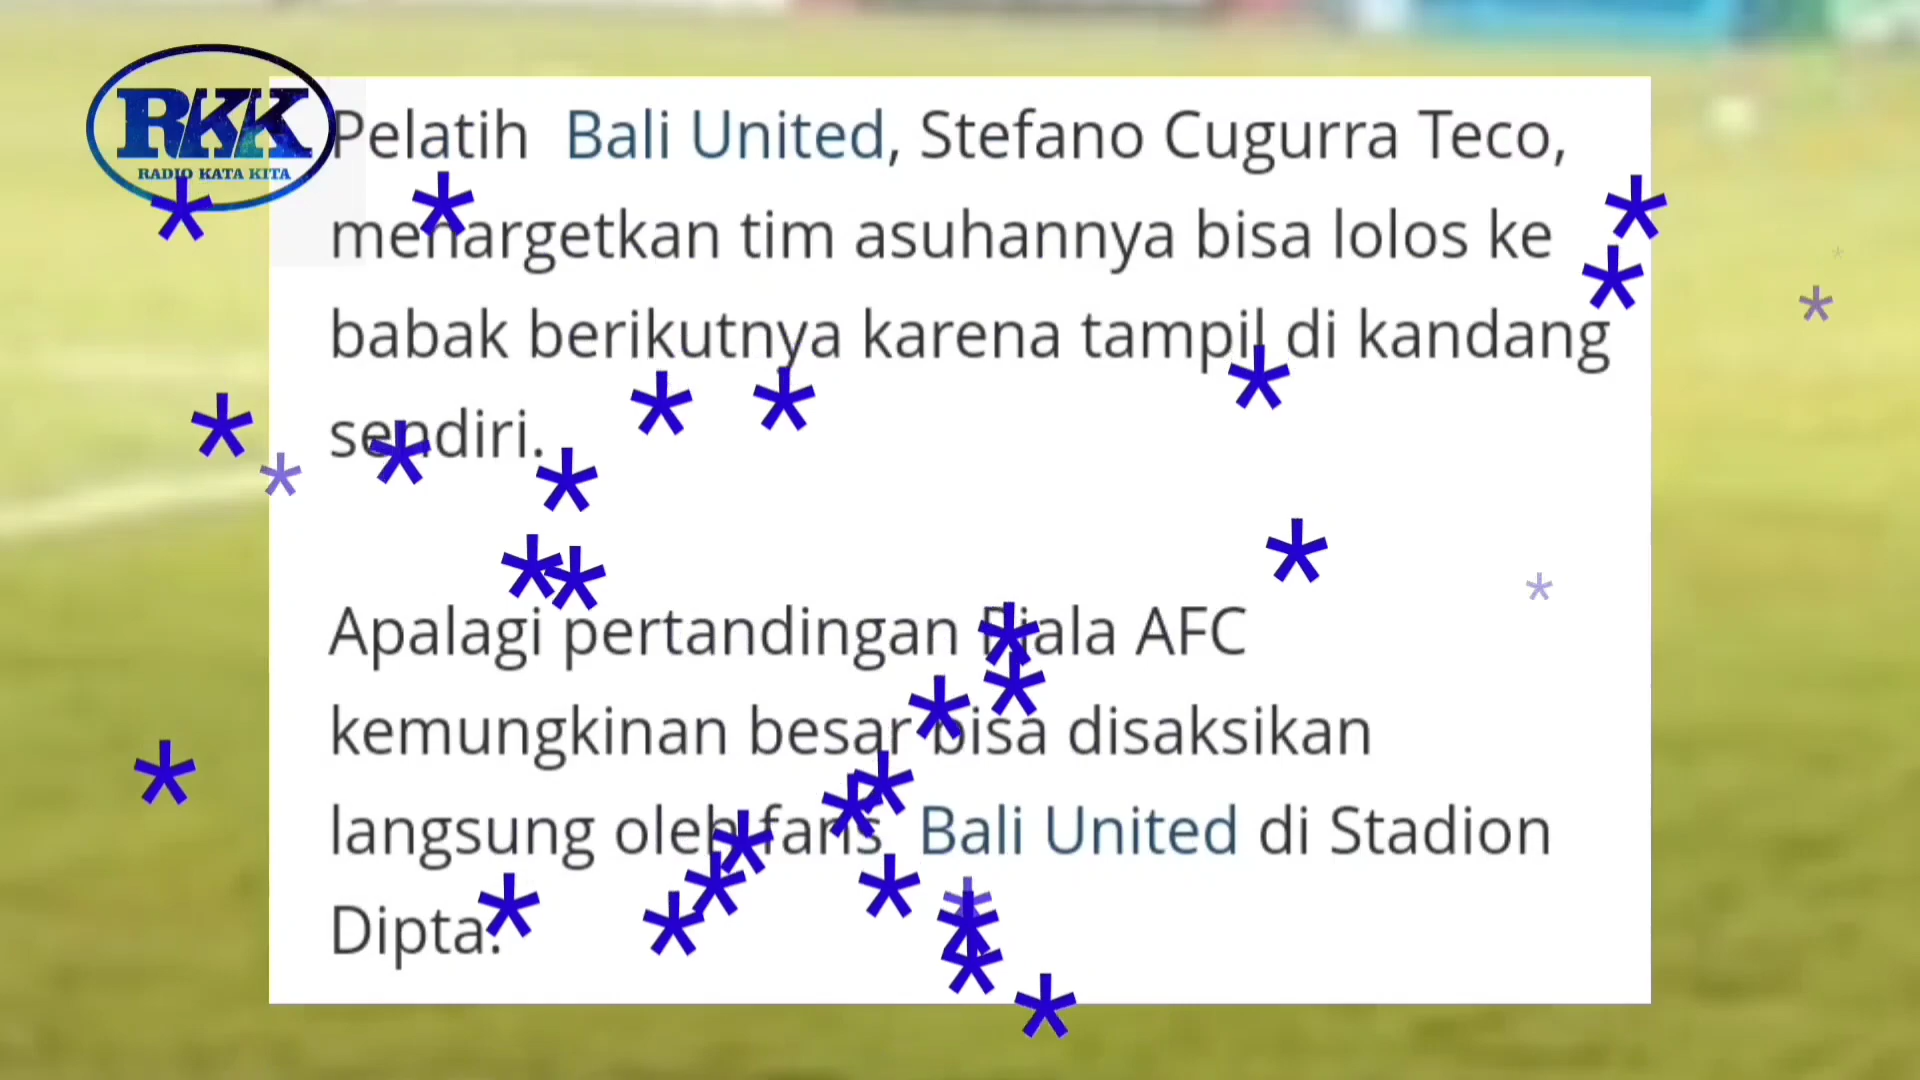 RKK
RADIO KATA KITA
Pelatih Bali United, Stefano Cugurra Teco,
menargetkan tim asuhannya bisa lolos ke
babak berikutnya karena tampil di kandang
sendiri.
Apalagi pertandingan Piala AFC
kemungkinan besar bisa disaksikan
langsung oleh fans Bali United di Stadion
Dipta.